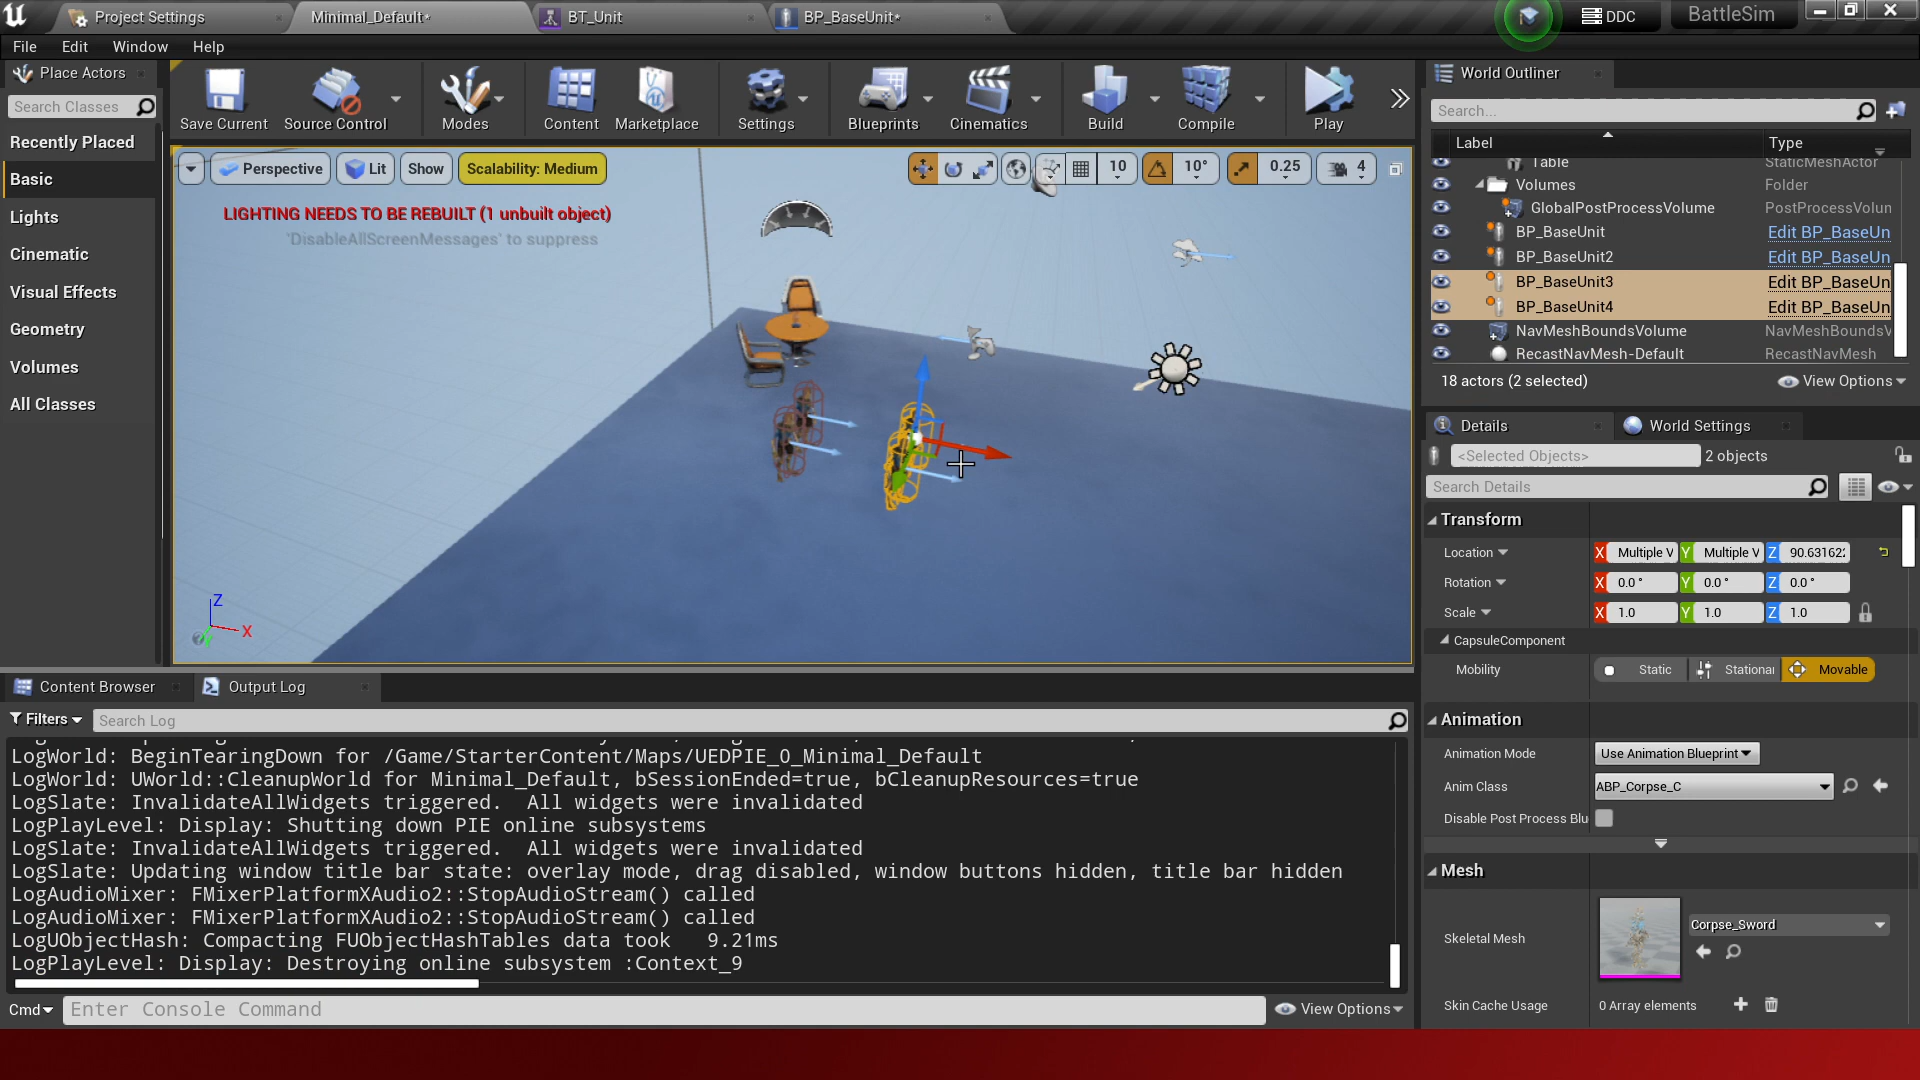 Project Settings
Minimal_Default*
BT_Unit
BP_BaseUnit*
DDC
BattleSim
File Edit Window Help
Place Actors
Search Classes
Recently Placed
Basic
Lights
Cinematic
Visual Effects
Geometry
Volumes
All Classes
Save Current
Source Control
Modes
Content
Marketplace
Settings
Blueprints
Cinematics
Build
Compile
Play
Perspective
Lit
Show
Scalability: Medium
10
10°
0.25
4
LIGHTING NEEDS TO BE REBUILT (1 unbuilt object)
'DisableAllScreenMessages' to suppress
Z
X
World Outliner
Search...
Label Type
Table StaticMeshActor
Volumes Folder
GlobalPostProcessVolume PostProcessVolun
BP_BaseUnit Edit BP_BaseUn
BP_BaseUnit2 Edit BP_BaseUn
BP_BaseUnit3 Edit BP_BaseUn
BP_BaseUnit4 Edit BP_BaseUn
NavMeshBoundsVolume NavMeshBoundsV
RecastNavMesh-Default RecastNavMesh
18 actors (2 selected)
View Options
Details
World Settings
<Selected Objects>
2 objects
Search Details
Transform
Location X Multiple V Y Multiple V Z 90.631622
Rotation X 0.0 ° Y 0.0 ° Z 0.0 °
Scale X 1.0 Y 1.0 Z 1.0
CapsuleComponent
Mobility Static Stationar Movable
Animation
Animation Mode Use Animation Blueprint
Anim Class ABP_Corpse_C
Disable Post Process Blu
Mesh
Skeletal Mesh Corpse_Sword
Skin Cache Usage 0 Array elements
Content Browser
Output Log
Filters
Search Log
LogWorld: BeginTearingDown for /Game/StarterContent/Maps/UEDPIE_0_Minimal_Default
LogWorld: UWorld::CleanupWorld for Minimal_Default, bSessionEnded=true, bCleanupResources=true
LogSlate: InvalidateAllWidgets triggered.  All widgets were invalidated
LogPlayLevel: Display: Shutting down PIE online subsystems
LogSlate: InvalidateAllWidgets triggered.  All widgets were invalidated
LogSlate: Updating window title bar state: overlay mode, drag disabled, window buttons hidden, title bar hidden
LogAudioMixer: FMixerPlatformXAudio2::StopAudioStream() called
LogAudioMixer: FMixerPlatformXAudio2::StopAudioStream() called
LogUObjectHash: Compacting FUObjectHashTables data took   9.21ms
LogPlayLevel: Display: Destroying online subsystem :Context_9
Cmd
Enter Console Command
View Options